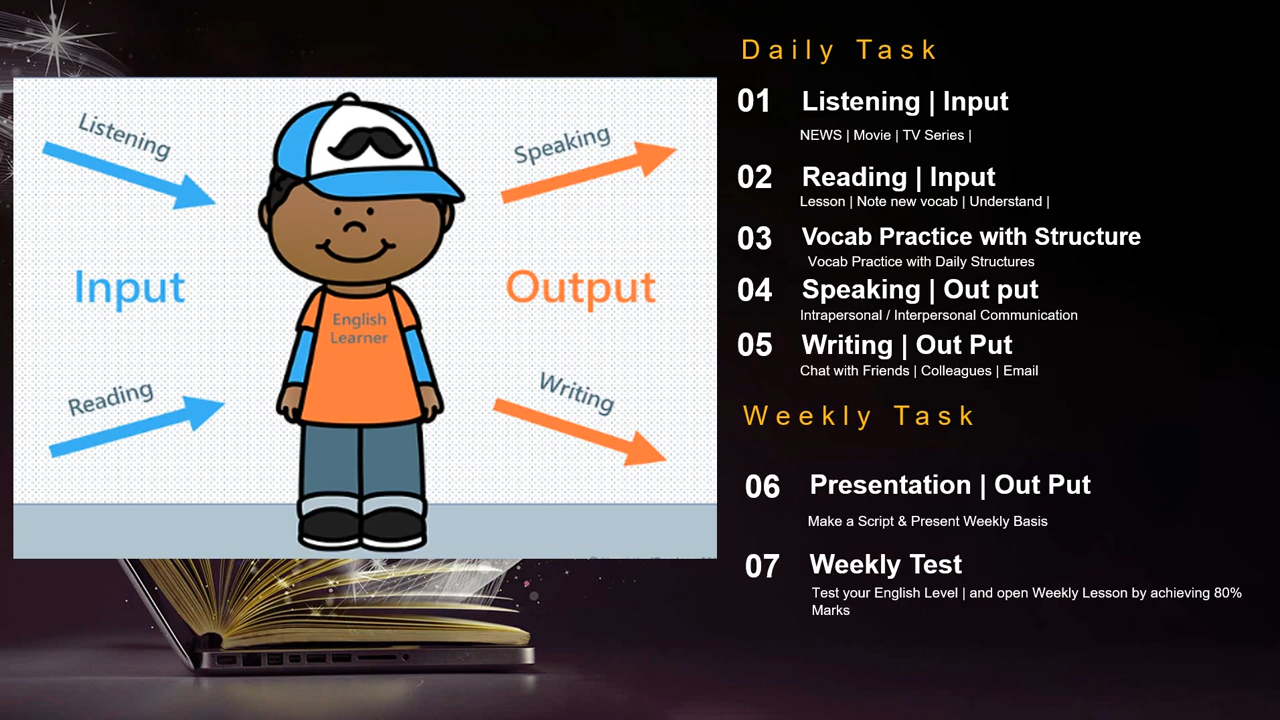 Listening
Speaking
Input
Output
English
Learner
Reading
Writing
Daily Task
01 Listening | Input
NEWS | Movie | TV Series |
02 Reading | Input
Lesson | Note new vocab | Understand |
03 Vocab Practice with Structure
Vocab Practice with Daily Structures
04 Speaking | Out put
Intrapersonal / Interpersonal Communication
05 Writing | Out Put
Chat with Friends | Colleagues | Email
Weekly Task
06 Presentation | Out Put
Make a Script & Present Weekly Basis
07 Weekly Test
Test your English Level | and open Weekly Lesson by achieving 80%
Marks